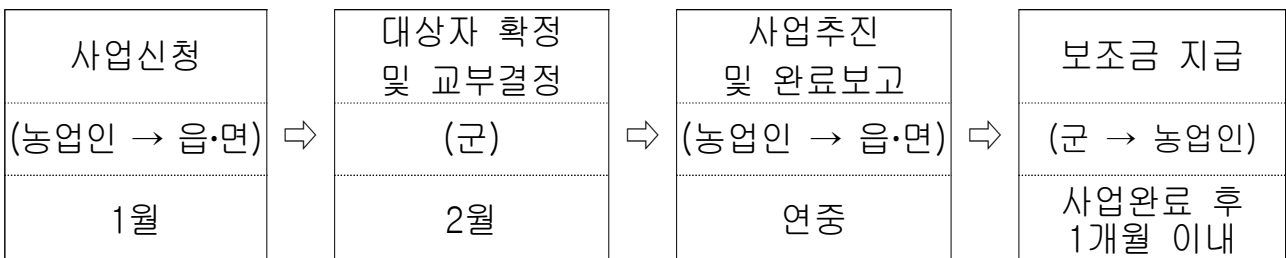 사업신청
(농업인 → 읍·면)
1월
⇨
대상자 확정
및 교부결정
(군)
2월
⇨
사업추진
및 완료보고
(농업인 → 읍·면)
연중
⇨
보조금 지급
(군 → 농업인)
사업완료 후
1개월 이내